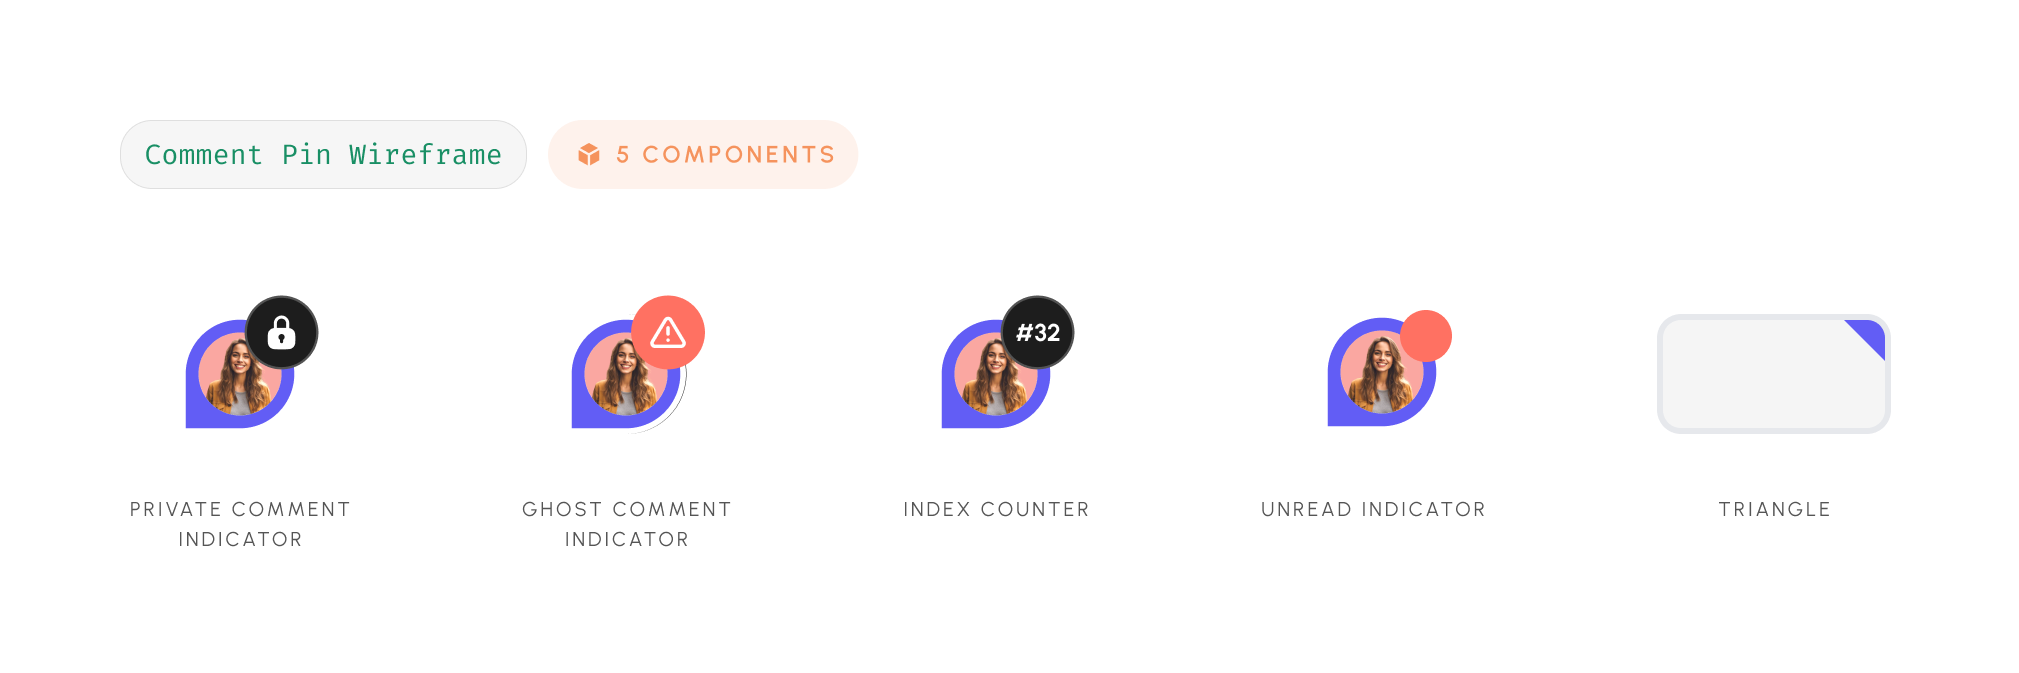 Comment Pin Wireframe
5 COMPONENTS
#32
PRIVATE COMMENT
INDICATOR
GHOST COMMENT
INDICATOR
INDEX COUNTER
UNREAD INDICATOR
TRIANGLE